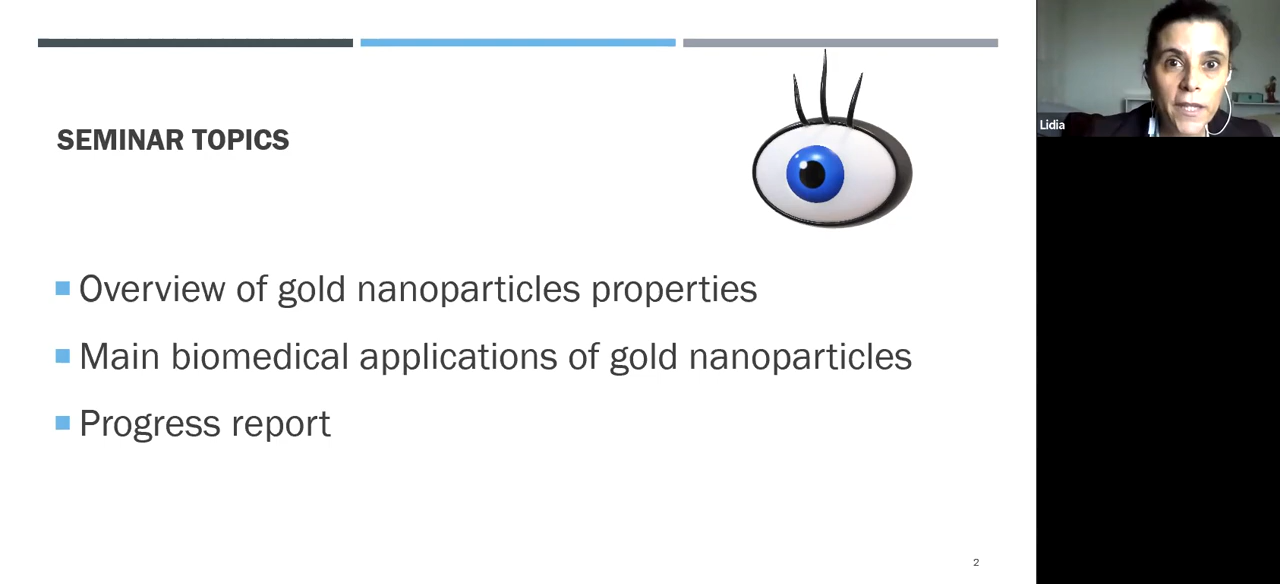 SEMINAR TOPICS
Overview of gold nanoparticles properties
Main biomedical applications of gold nanoparticles
Progress report
2
Lidia